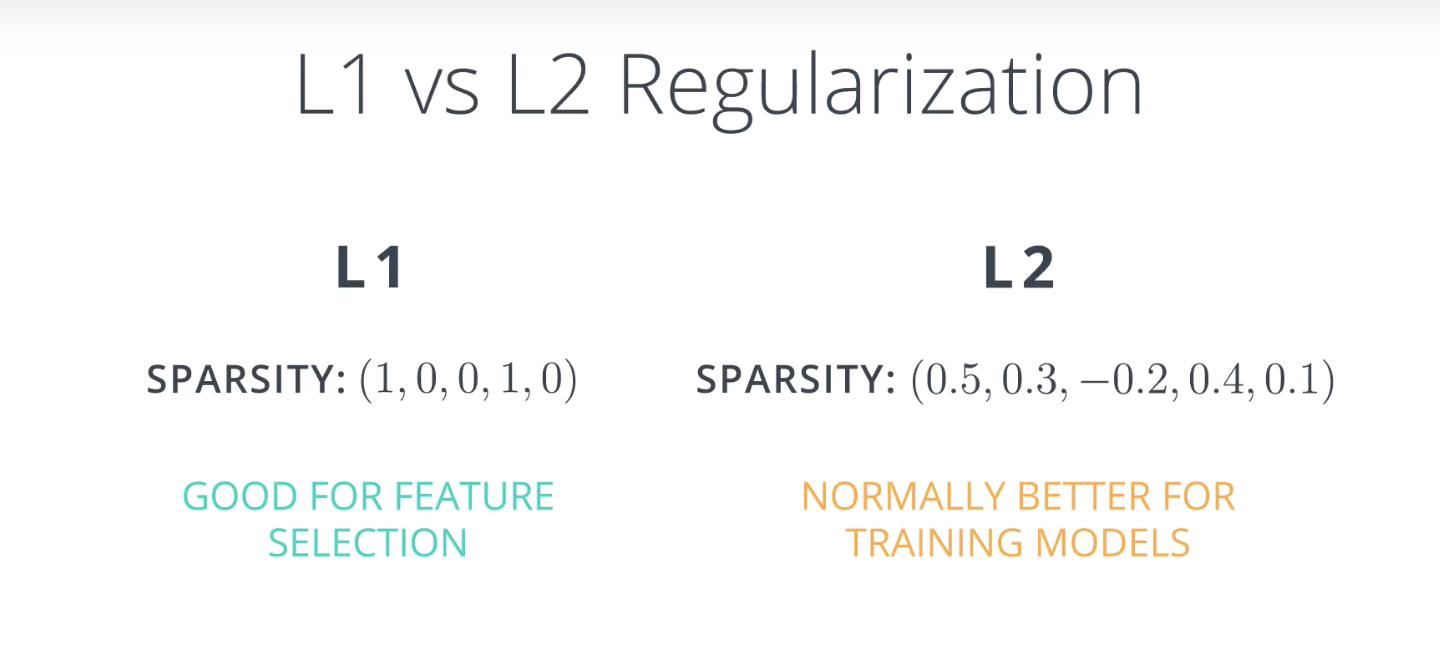 L1 vs L2 Regularization
L1
L2
SPARSITY: (1, 0, 0, 1, 0)
SPARSITY: (0.5, 0.3, −0.2, 0.4, 0.1)
GOOD FOR FEATURE
SELECTION
NORMALLY BETTER FOR
TRAINING MODELS